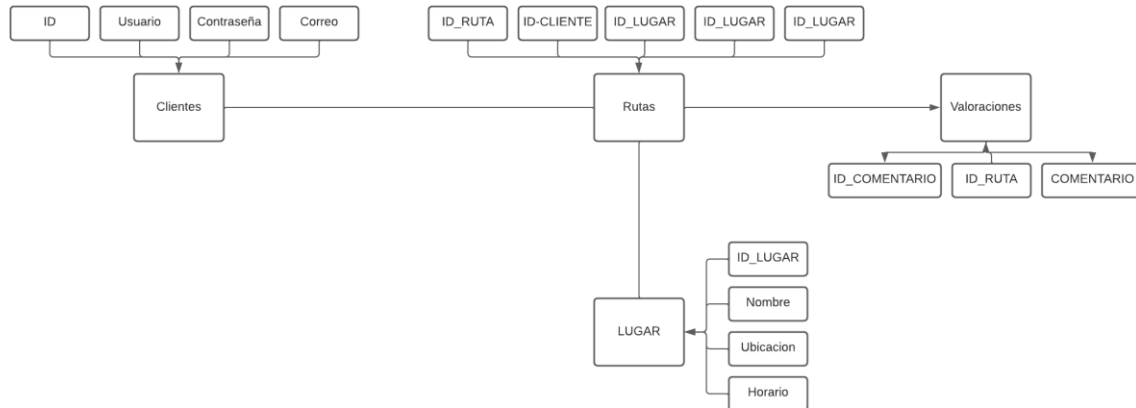 ID
Usuario
Contraseña
Correo
ID_RUTA
ID-CLIENTE
ID_LUGAR
ID_LUGAR
ID_LUGAR
Clientes
Rutas
Valoraciones
ID_COMENTARIO
ID_RUTA
COMENTARIO
ID_LUGAR
Nombre
LUGAR
Ubicacion
Horario